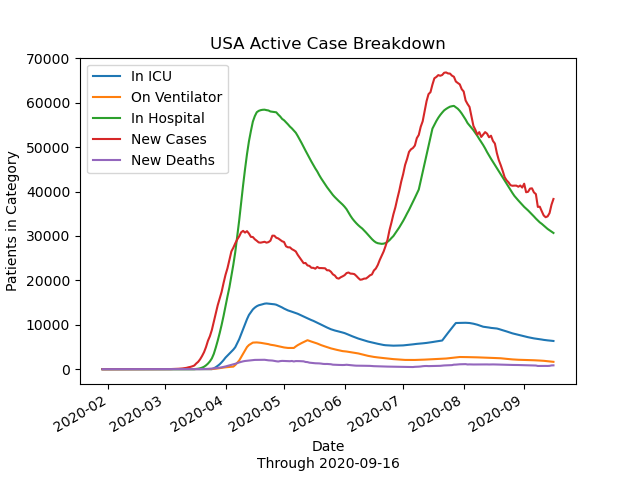 USA Active Case Breakdown
70000
60000
50000
40000
30000
20000
10000
0
Patients in Category
In ICU
On Ventilator
In Hospital
New Cases
New Deaths
2020-02
2020-03
2020-04
2020-05
2020-06
2020-07
2020-08
2020-09
Date
Through 2020-09-16